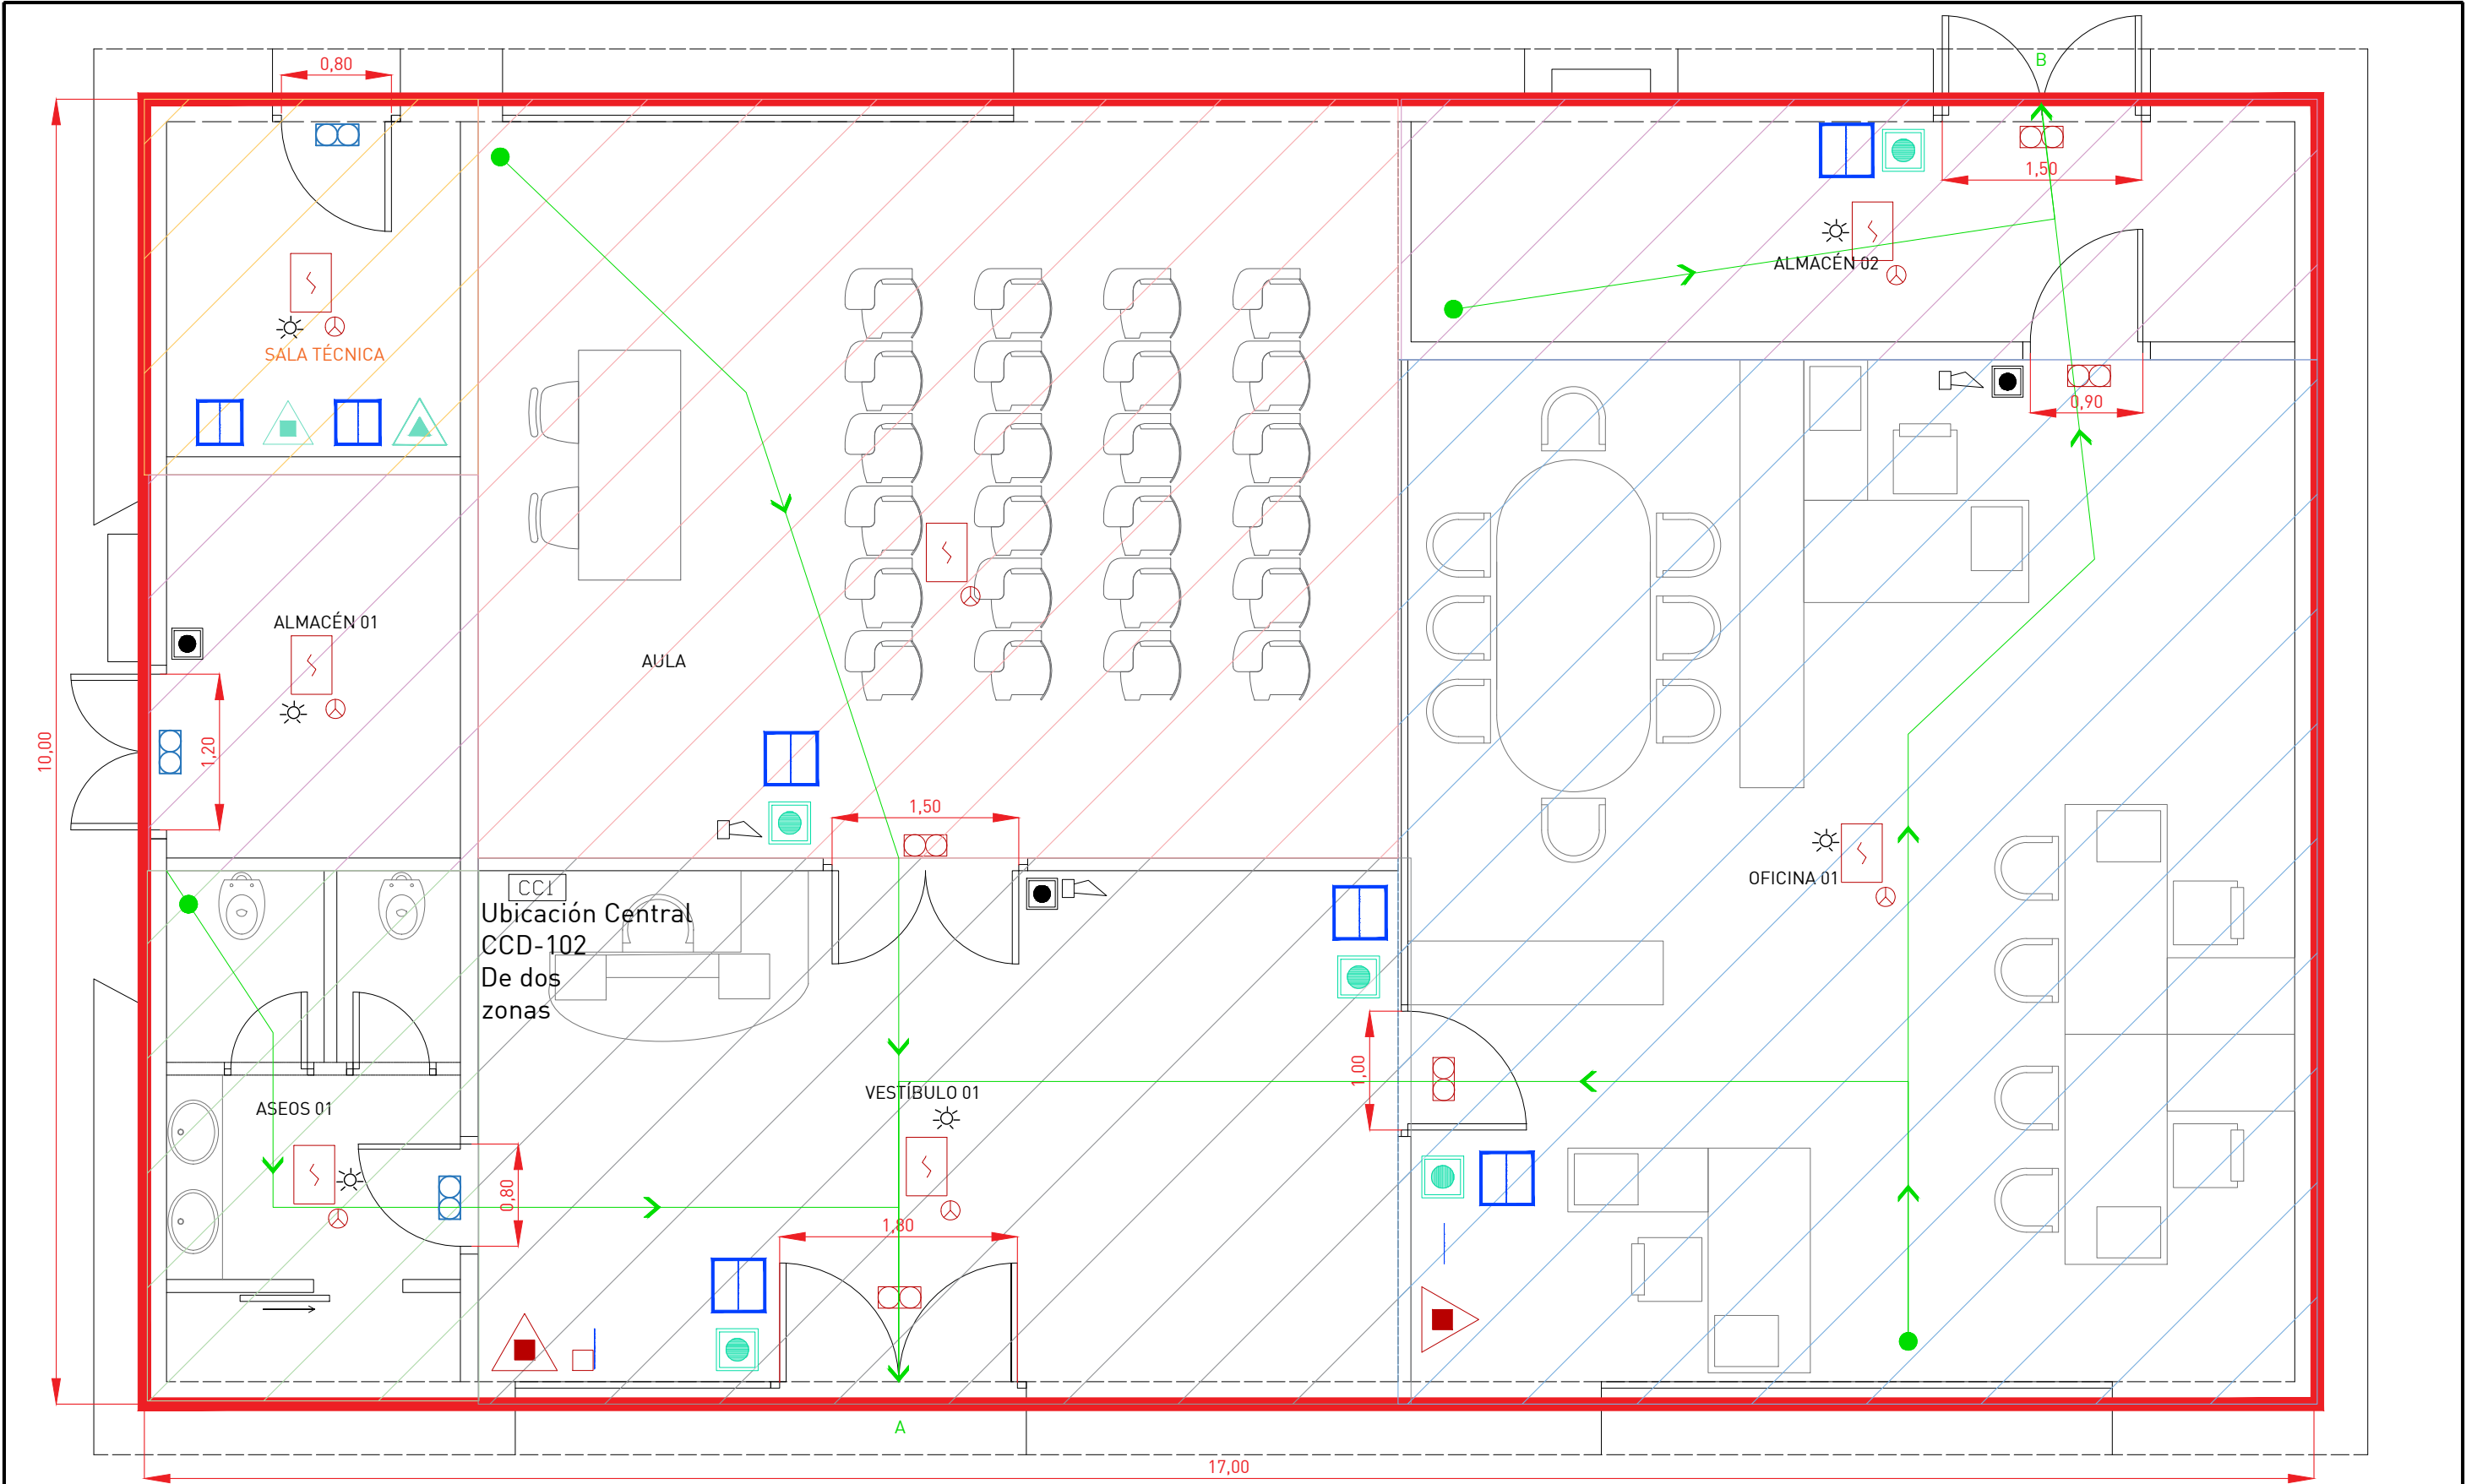 B
0,80
1,50
ALMACÉN 02
SALA TÉCNICA
0,90
ALMACÉN 01
AULA
10,00
1,20
1,50
OFICINA 01
CCI
Ubicación Central
CCD-102
De dos
zonas
1,00
VESTÍBULO 01
ASEOS 01
0,80
1,80
A
17,00